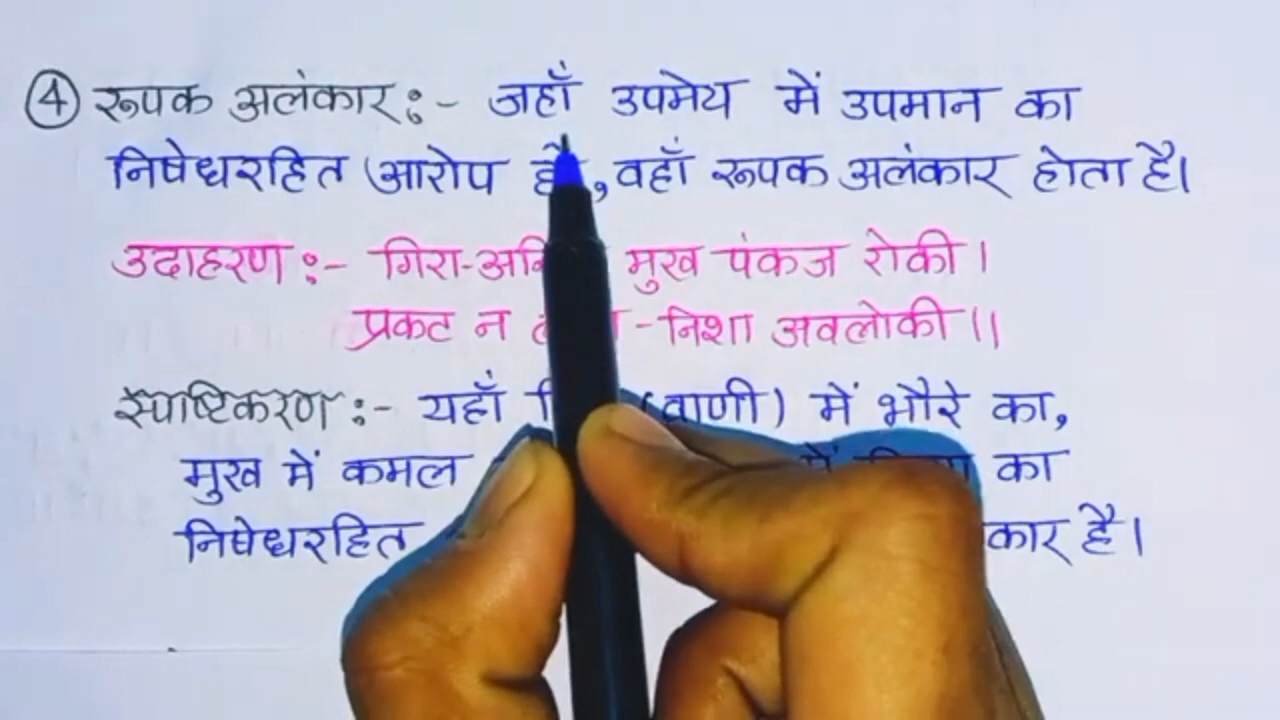 ④ रूपक अलंकार :- जहाँ उपमेय में उपमान का
निषेधरहित आरोप है, वहाँ रूपक अलंकार होता है।
उदाहरण :- गिरा- मुख पंकज रोकी।
प्रकट न -निशा अवलोकी।।
स्पष्टिकरण :- यहाँ (वाणी) में भौरे का,
मुख में कमल में का
निषेधरहित है।